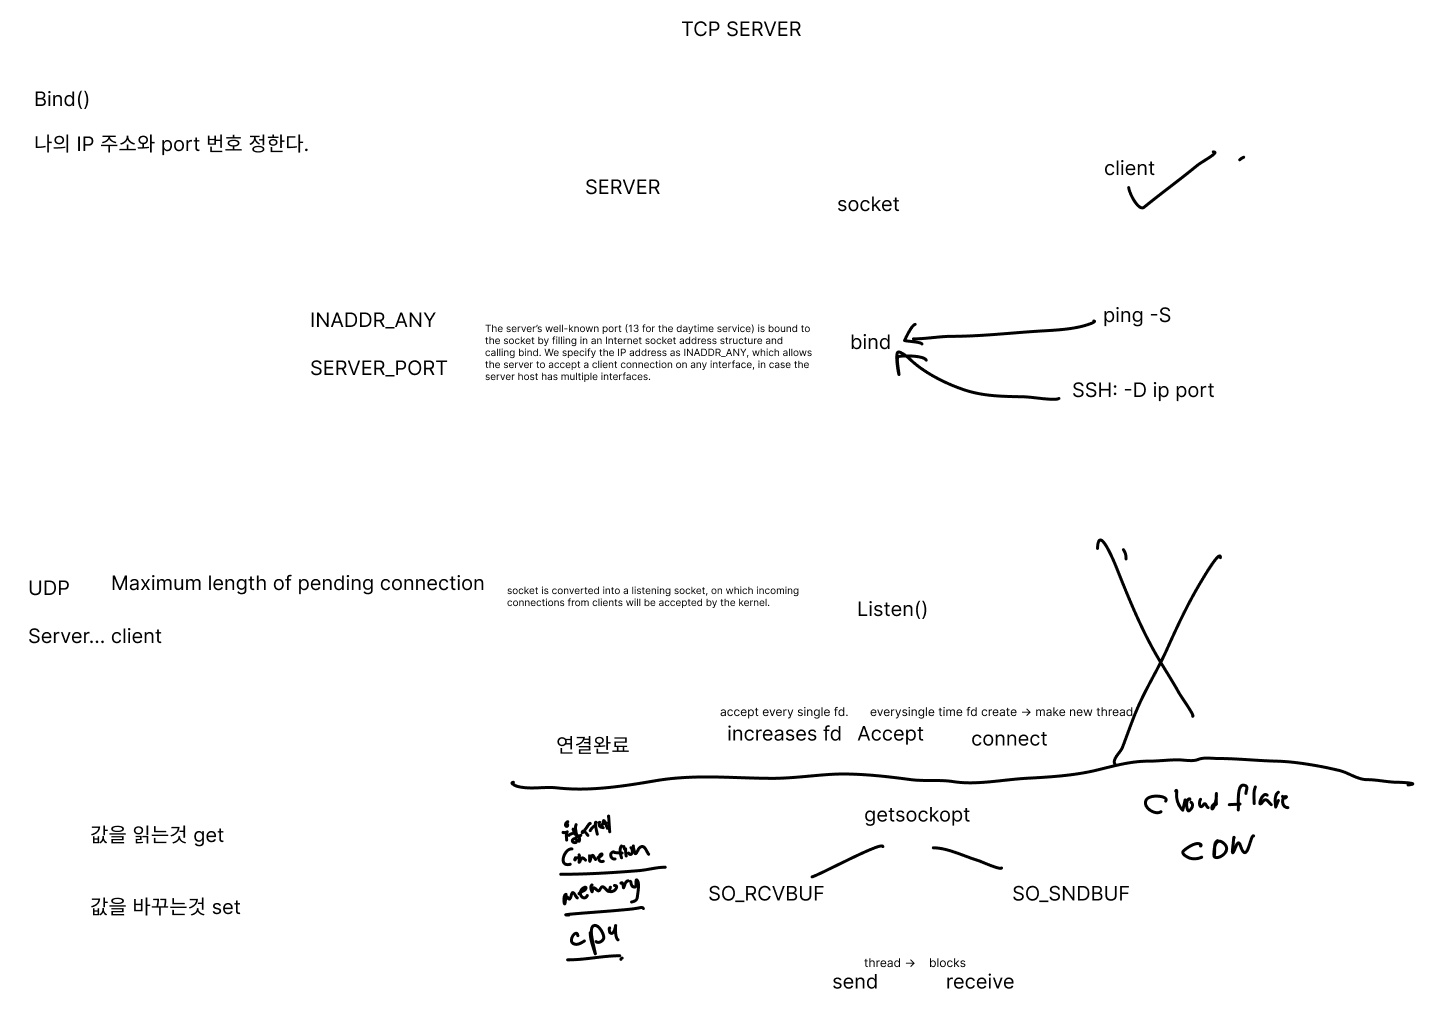 TCP SERVER
Bind()
나의 IP 주소와 port 번호 정한다.
SERVER
socket
client
INADDR_ANY
SERVER_PORT
The server's well-known port (13 for the daytime service) is bound to
the socket by filling in an Internet socket address structure and
calling bind. We specify the IP address as INADDR_ANY, which allows
the server to accept a client connection on any interface, in case the
server host has multiple interfaces.
bind
ping -S
SSH: -D ip port
UDP
Maximum length of pending connection
socket is converted into a listening socket, on which incoming
connections from clients will be accepted by the kernel.
Listen()
Server... client
accept every single fd.
everysingle time fd create → make new thread
연결완료
increases fd
Accept
connect
값을 읽는것 get
값을 바꾸는것 set
웹서버
Connection
memory
cpu
getsockopt
SO_RCVBUF
SO_SNDBUF
thread → blocks
send
receive
Cloud flare